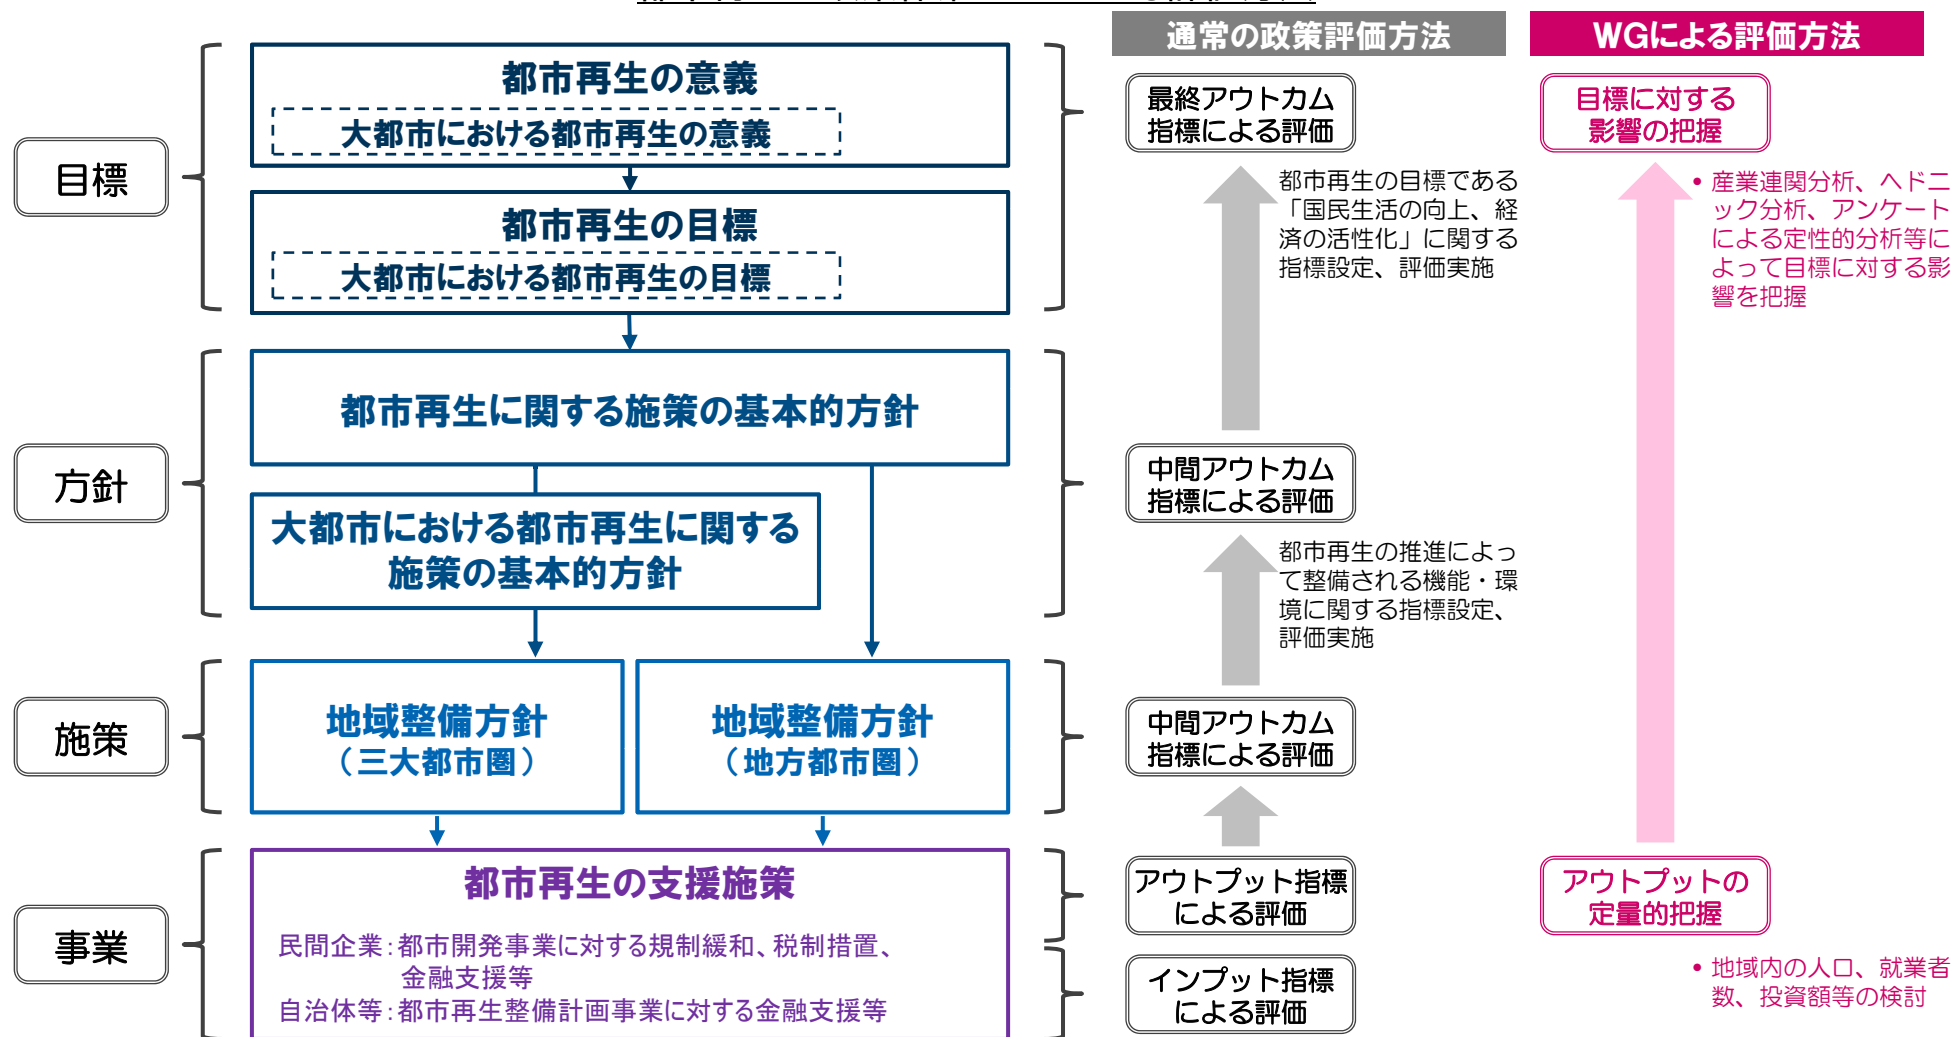 通常の政策評価方法
WGによる評価方法
目標
都市再生の意義
大都市における都市再生の意義
都市再生の目標
大都市における都市再生の目標
最終アウトカム
指標による評価
都市再生の目標である
「国民生活の向上、経
済の活性化」に関する
指標設定、評価実施
目標に対する
影響の把握
• 産業連関分析、ヘドニ
ック分析、アンケート
による定性的分析等に
よって目標に対する影
響を把握
方針
都市再生に関する施策の基本的方針
大都市における都市再生に関する
施策の基本的方針
中間アウトカム
指標による評価
都市再生の推進によっ
て整備される機能・環
境に関する指標設定、
評価実施
施策
地域整備方針
（三大都市圏）
地域整備方針
（地方都市圏）
中間アウトカム
指標による評価
事業
都市再生の支援施策
民間企業：都市開発事業に対する規制緩和、税制措置、
金融支援等
自治体等：都市再生整備計画事業に対する金融支援等
アウトプット指標
による評価
インプット指標
による評価
アウトプットの
定量的把握
• 地域内の人口、就業者
数、投資額等の検討